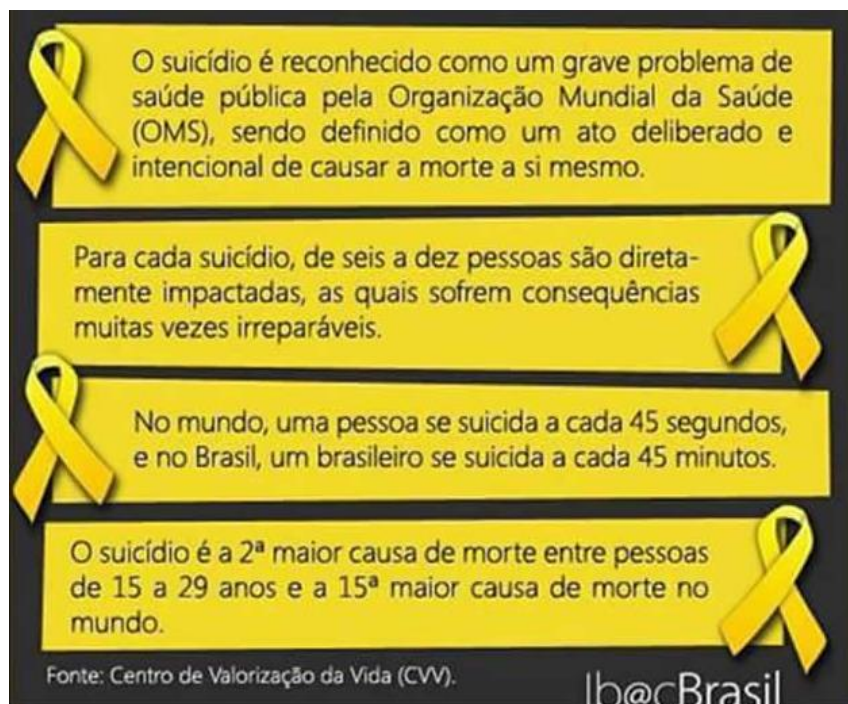 O suicídio é reconhecido como um grave problema de
saúde pública pela Organização Mundial da Saúde
(OMS), sendo definido como um ato deliberado e
intencional de causar a morte a si mesmo.
Para cada suicídio, de seis a dez pessoas são direta-
mente impactadas, as quais sofrem consequências
muitas vezes irreparáveis.
No mundo, uma pessoa se suicida a cada 45 segundos,
e no Brasil, um brasileiro se suicida a cada 45 minutos.
O suicídio é a 2ª maior causa de morte entre pessoas
de 15 a 29 anos e a 15ª maior causa de morte no
mundo.
Fonte: Centro de Valorização da Vida (CVV).
Ib@cBrasil